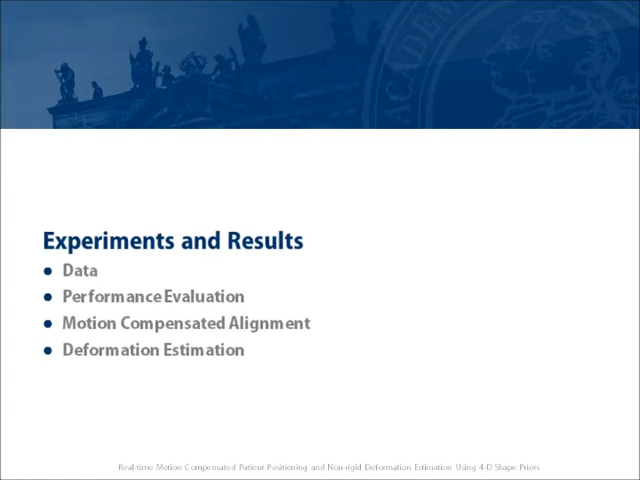 ACADEM
Experiments and Results
Data
Performance Evaluation
Motion Compensated Alignment
Deformation Estimation
Real-time Motion Compensated Patient Positioning and Non-rigid Deformation Estimation Using 4-D Shape Priors